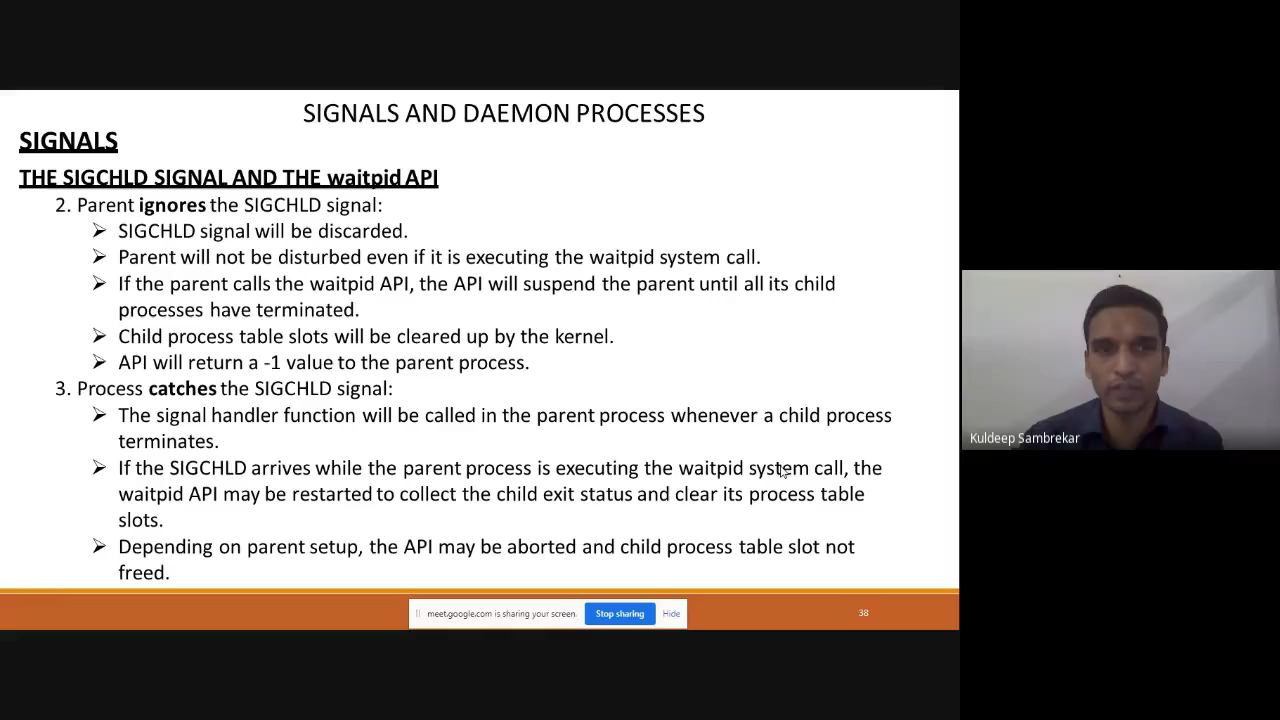 SIGNALS AND DAEMON PROCESSES
SIGNALS
THE SIGCHLD SIGNAL AND THE waitpid API
2. Parent ignores the SIGCHLD signal:
➢ SIGCHLD signal will be discarded.
➢ Parent will not be disturbed even if it is executing the waitpid system call.
➢ If the parent calls the waitpid API, the API will suspend the parent until all its child
processes have terminated.
➢ Child process table slots will be cleared up by the kernel.
➢ API will return a -1 value to the parent process.
3. Process catches the SIGCHLD signal:
➢ The signal handler function will be called in the parent process whenever a child process
terminates.
➢ If the SIGCHLD arrives while the parent process is executing the waitpid system call, the
waitpid API may be restarted to collect the child exit status and clear its process table
slots.
➢ Depending on parent setup, the API may be aborted and child process table slot not
freed.
meet.google.com is sharing your screen. Stop sharing Hide
38
Kuldeep Sambrekar